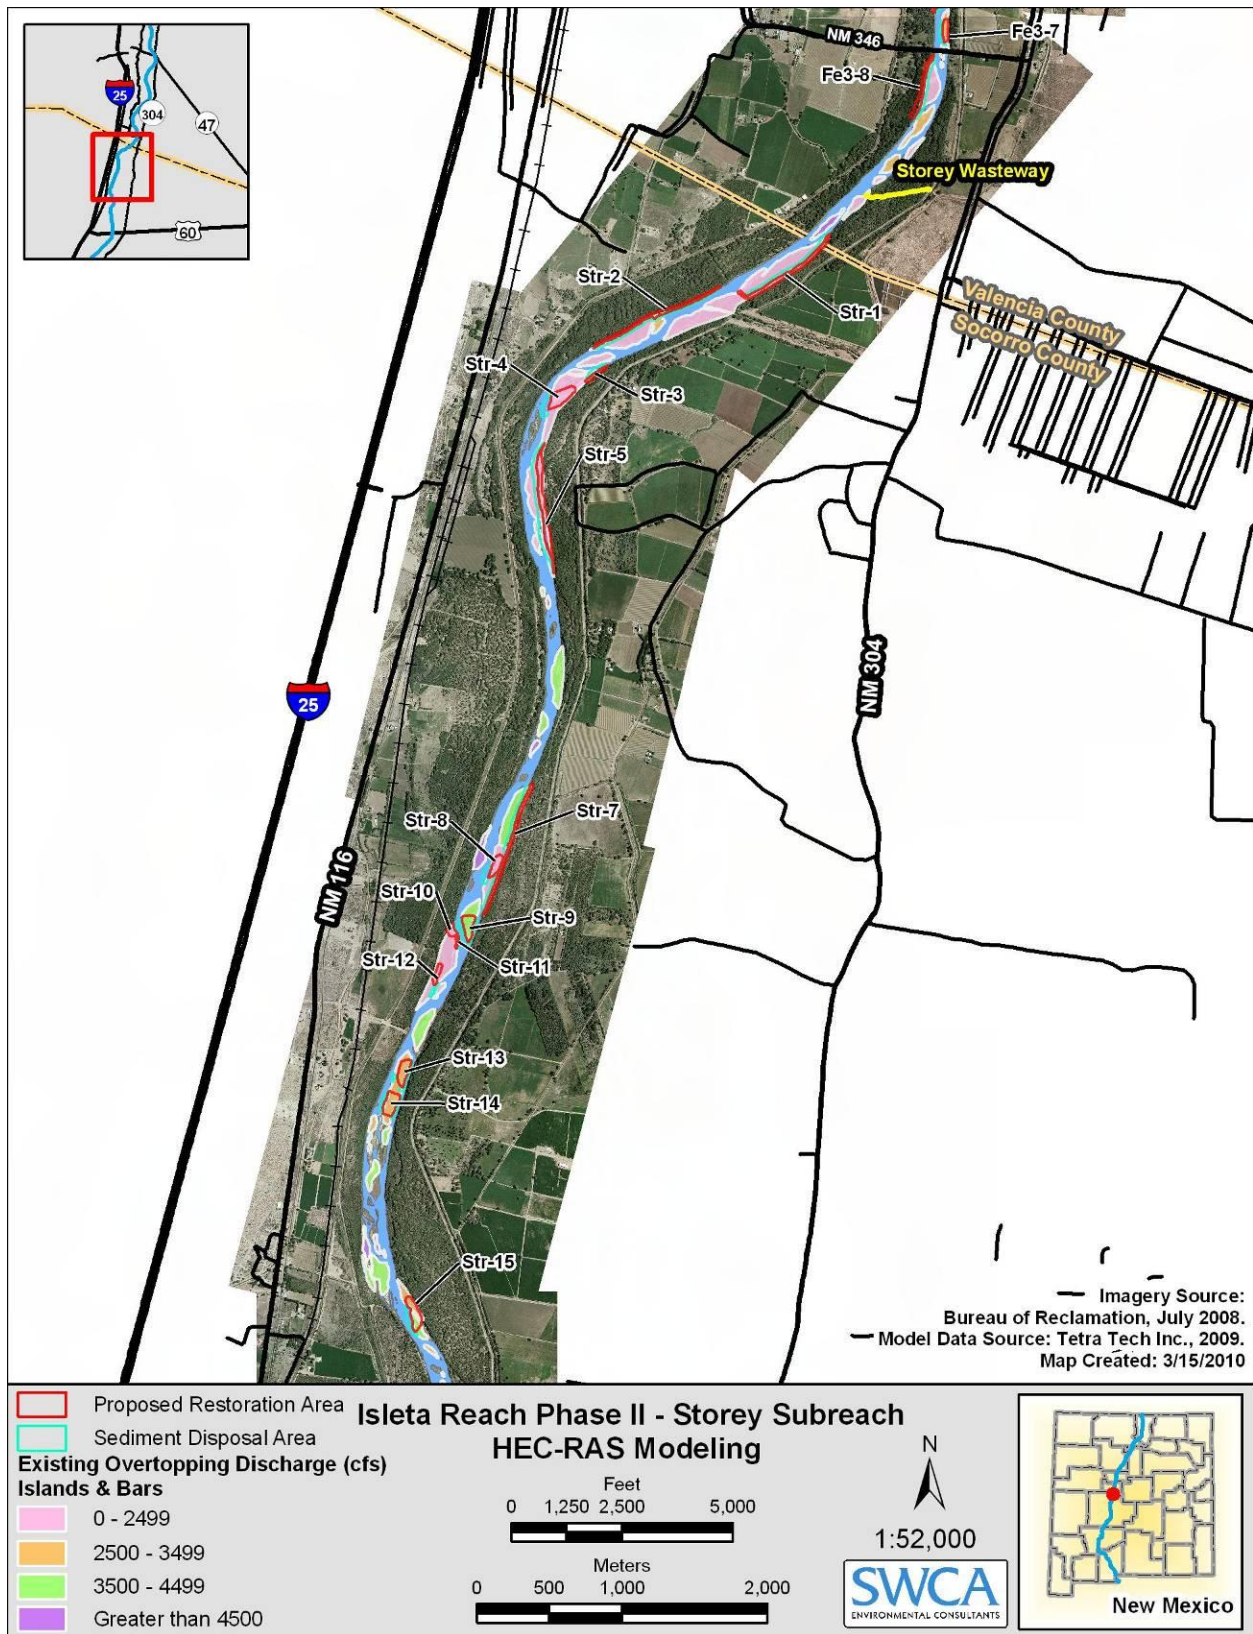 NM 346
Fe3-7
25
304
Fe3-8
47
Storey Wasteway
60
Str-2
Valencia County
Str-1
Socorro County
Str-4
Str-3
Str-5
NM 304
25
Str-7
Str-8
NM 116
Str-10
Str-9
Str-12
Str-11
Str-13
Str-14
Str-15
Imagery Source:
Bureau of Reclamation, July 2008.
Model Data Source: Tetra Tech Inc., 2009.
Map Created: 3/15/2010
Proposed Restoration Area
Sediment Disposal Area
Existing Overtopping Discharge (cfs)
Islands & Bars
0 - 2499
2500 - 3499
3500 - 4499
Greater than 4500
Isleta Reach Phase II - Storey Subreach
HEC-RAS Modeling
Feet
0 1,250 2,500 5,000
Meters
0 500 1,000 2,000
N
1:52,000
SWCA
ENVIRONMENTAL CONSULTANTS
New Mexico